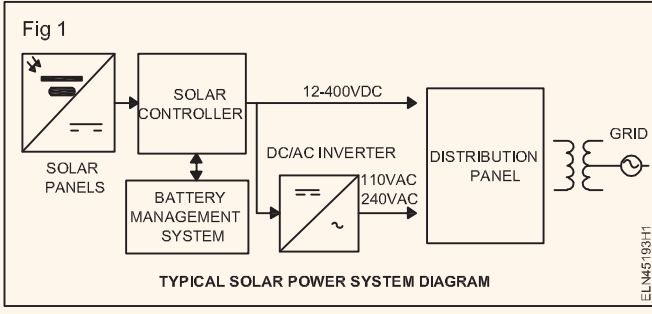 Fig 1
SOLAR
CONTROLLER
12-400VDC
GRID
SOLAR
PANELS
DC/AC INVERTER
DISTRIBUTION
PANEL
BATTERY
MANAGEMENT
SYSTEM
110VAC
240VAC
TYPICAL SOLAR POWER SYSTEM DIAGRAM
ELN45193H1